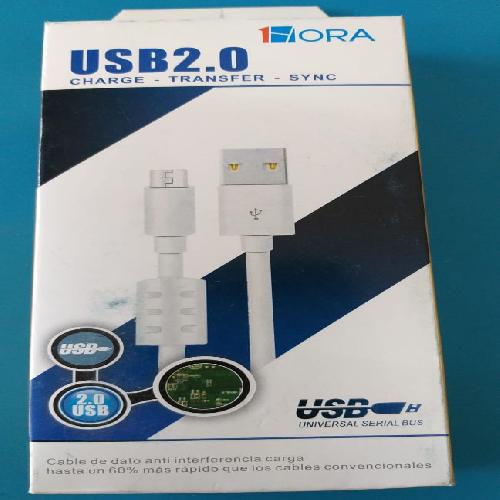 1HORA
USB2.0
CHARGE - TRANSFER - SYNC
USB
2.0
USB
USB H
UNIVERSAL SERIAL BUS
Cable de dato anti interferencia carga
hasta un 60% más rápido que los cables convencionales